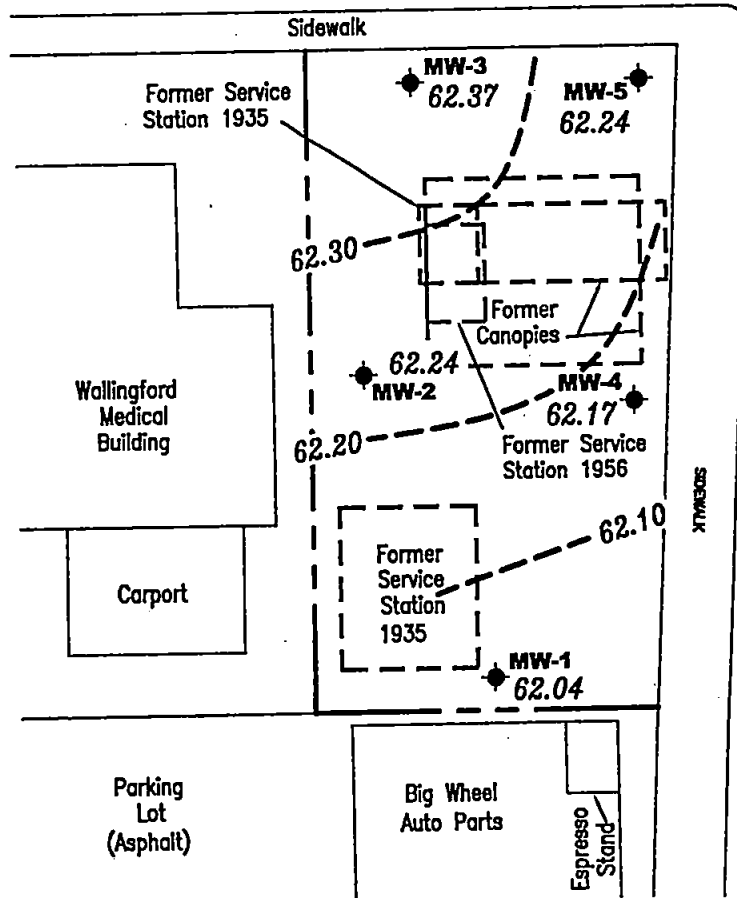 Sidewalk
MW-3
62.37
MW-5
62.24
Former Service
Station 1935
62.30
Former
Canopies
62.24
MW-2
MW-4
62.17
Wallingford
Medical
Building
62.20
Former Service
Station 1956
SIDEWALK
62.10
Former
Service
Station
1935
Carport
MW-1
62.04
Parking
Lot
(Asphalt)
Big Wheel
Auto Parts
Espresso
Stand